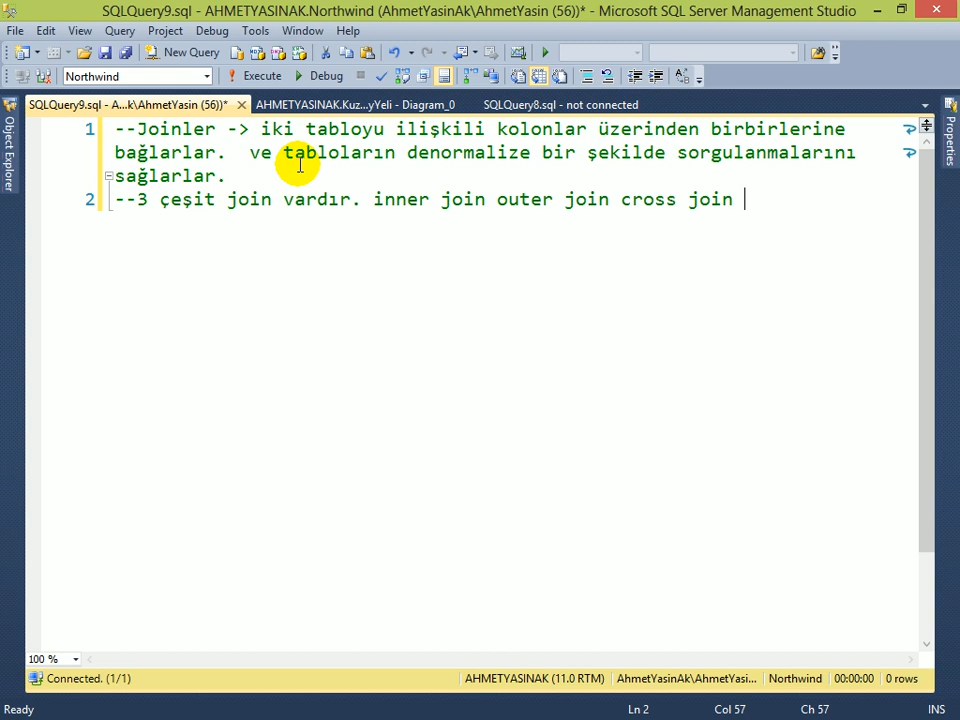 SQLQuery9.sql - AHMETYASINAK.Northwind (AhmetYasinAk\AhmetYasin (56))* - Microsoft SQL Server Management Studio
File Edit View Query Project Debug Tools Window Help
New Query
Northwind Execute Debug
SQLQuery9.sql - A...k\AhmetYasin (56))* AHMETYASINAK.Kuz...yYeli - Diagram_0 SQLQuery8.sql - not connected
Object Explorer
Properties
1 --Joinler -> iki tabloyu ilişkili kolonlar üzerinden birbirlerine
bağlarlar. ve tabloların denormalize bir şekilde sorgulanmalarını
sağlarlar.
2 --3 çeşit join vardır. inner join outer join cross join
100 %
Connected. (1/1) AHMETYASINAK (11.0 RTM) AhmetYasinAk\AhmetYasi... Northwind 00:00:00 0 rows
Ready Ln 2 Col 57 Ch 57 INS